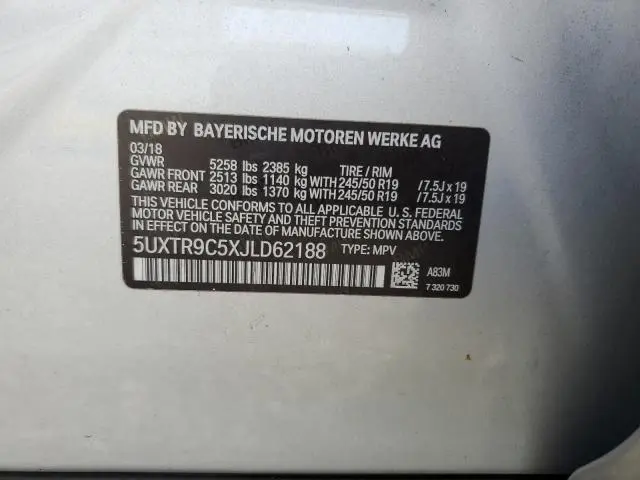 MFD BY BAYERISCHE MOTOREN WERKE AG
03/18
GVWR 5258 lbs 2385 kg TIRE / RIM
GAWR FRONT 2513 lbs 1140 kg WITH 245/50 R19 /7.5J x 19
GAWR REAR 3020 lbs 1370 kg WITH 245/50 R19 /7.5J x 19
THIS VEHICLE CONFORMS TO ALL APPLICABLE U. S. FEDERAL
MOTOR VEHICLE SAFETY AND THEFT PREVENTION STANDARDS
IN EFFECT ON THE DATE OF MANUFACTURE SHOWN ABOVE.
5UXTR9C5XJLD62188 TYPE: MPV
A83M
7 320 730